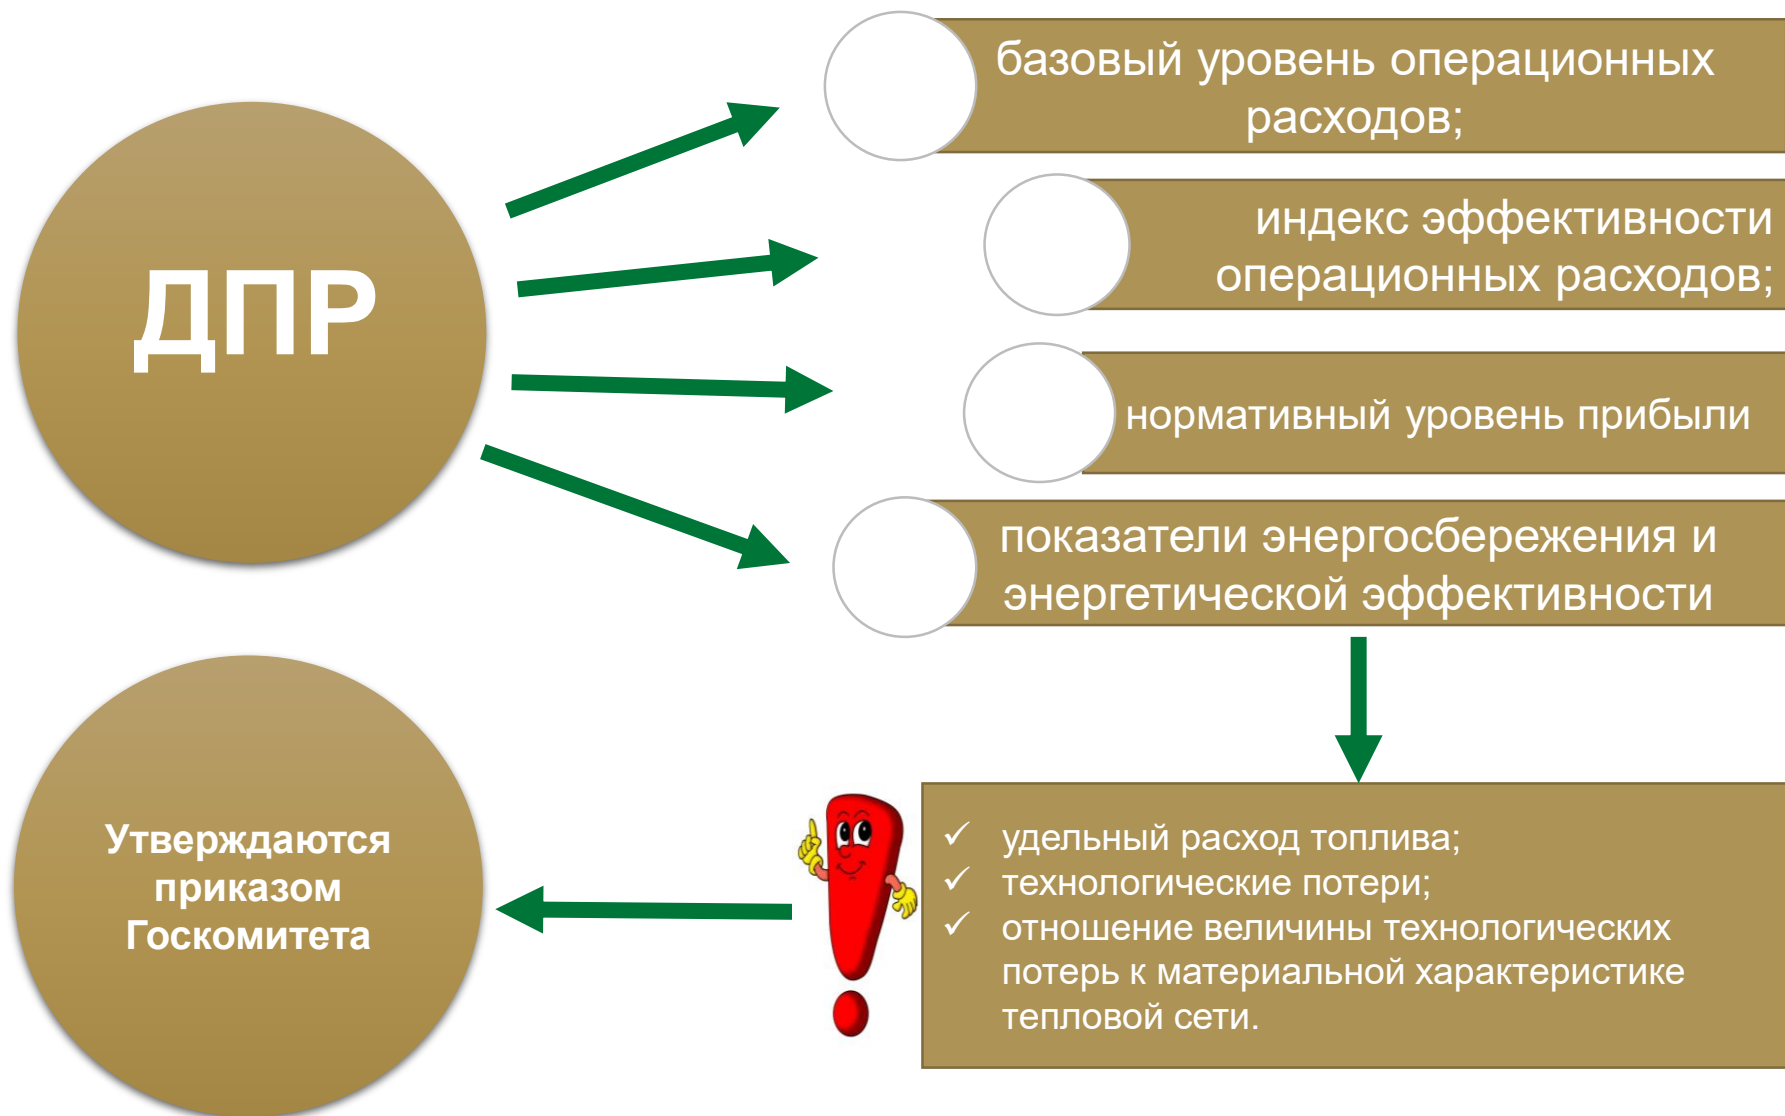 ДПР
базовый уровень операционных
расходов;
индекс эффективности
операционных расходов;
нормативный уровень прибыли
показатели энергосбережения и
энергетической эффективности
✓ удельный расход топлива;
✓ технологические потери;
✓ отношение величины технологических
потерь к материальной характеристике
тепловой сети.
Утверждаются
приказом
Госкомитета